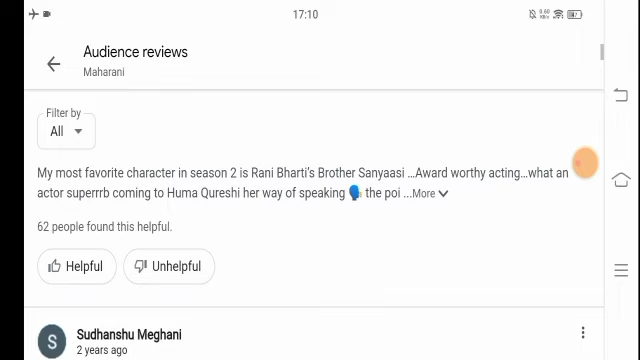 17:10
Audience reviews
Maharani
Filter by
All
My most favorite character in season 2 is Rani Bharti's Brother Sanyaasi ...Award worthy acting...what an
actor superrrb coming to Huma Qureshi her way of speaking 🗣 the poi ...More
62 people found this helpful.
Helpful Unhelpful
S Sudhanshu Meghani
2 years ago